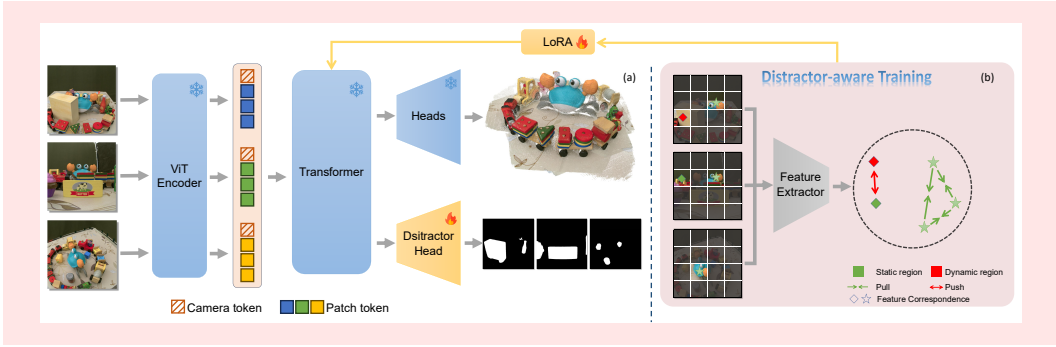 LoRA
(a)
ViT
Encoder
Transformer
Heads
Dsitractor
Head
Camera token
Patch token
Distractor-aware Training
(b)
Feature
Extractor
Static region
Dynamic region
Pull
Push
Feature Correspondence